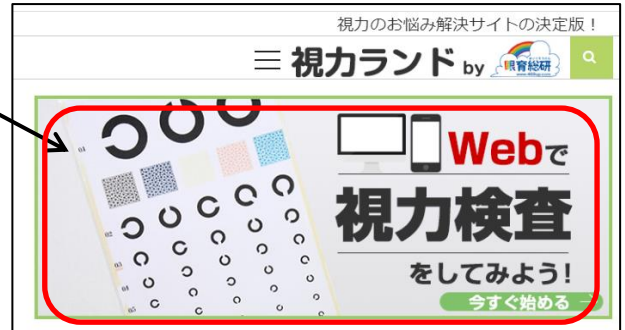 視力のお悩み解決サイトの決定版！
視力ランド by 眼育総研
Webで
視力検査
をしてみよう!
今すぐ始める →